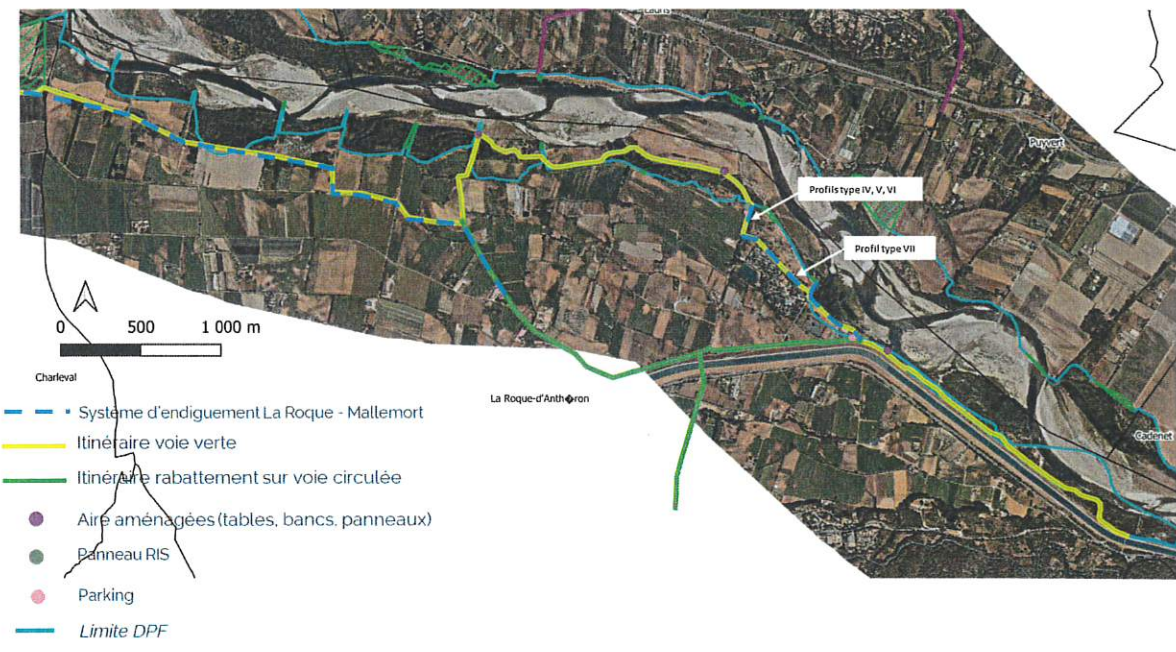 Lauris
Puyvert
Profils type IV, V, VI
Profil type VII
0 500 1 000 m
Charleval
La Roque-d'Anth�ron
Cadenet
Système d'endiguement La Roque - Mallemort
Itinéraire voie verte
Itinéraire rabattement sur voie circulée
Aire aménagées (tables, bancs, panneaux)
Panneau RIS
Parking
Limite DPF